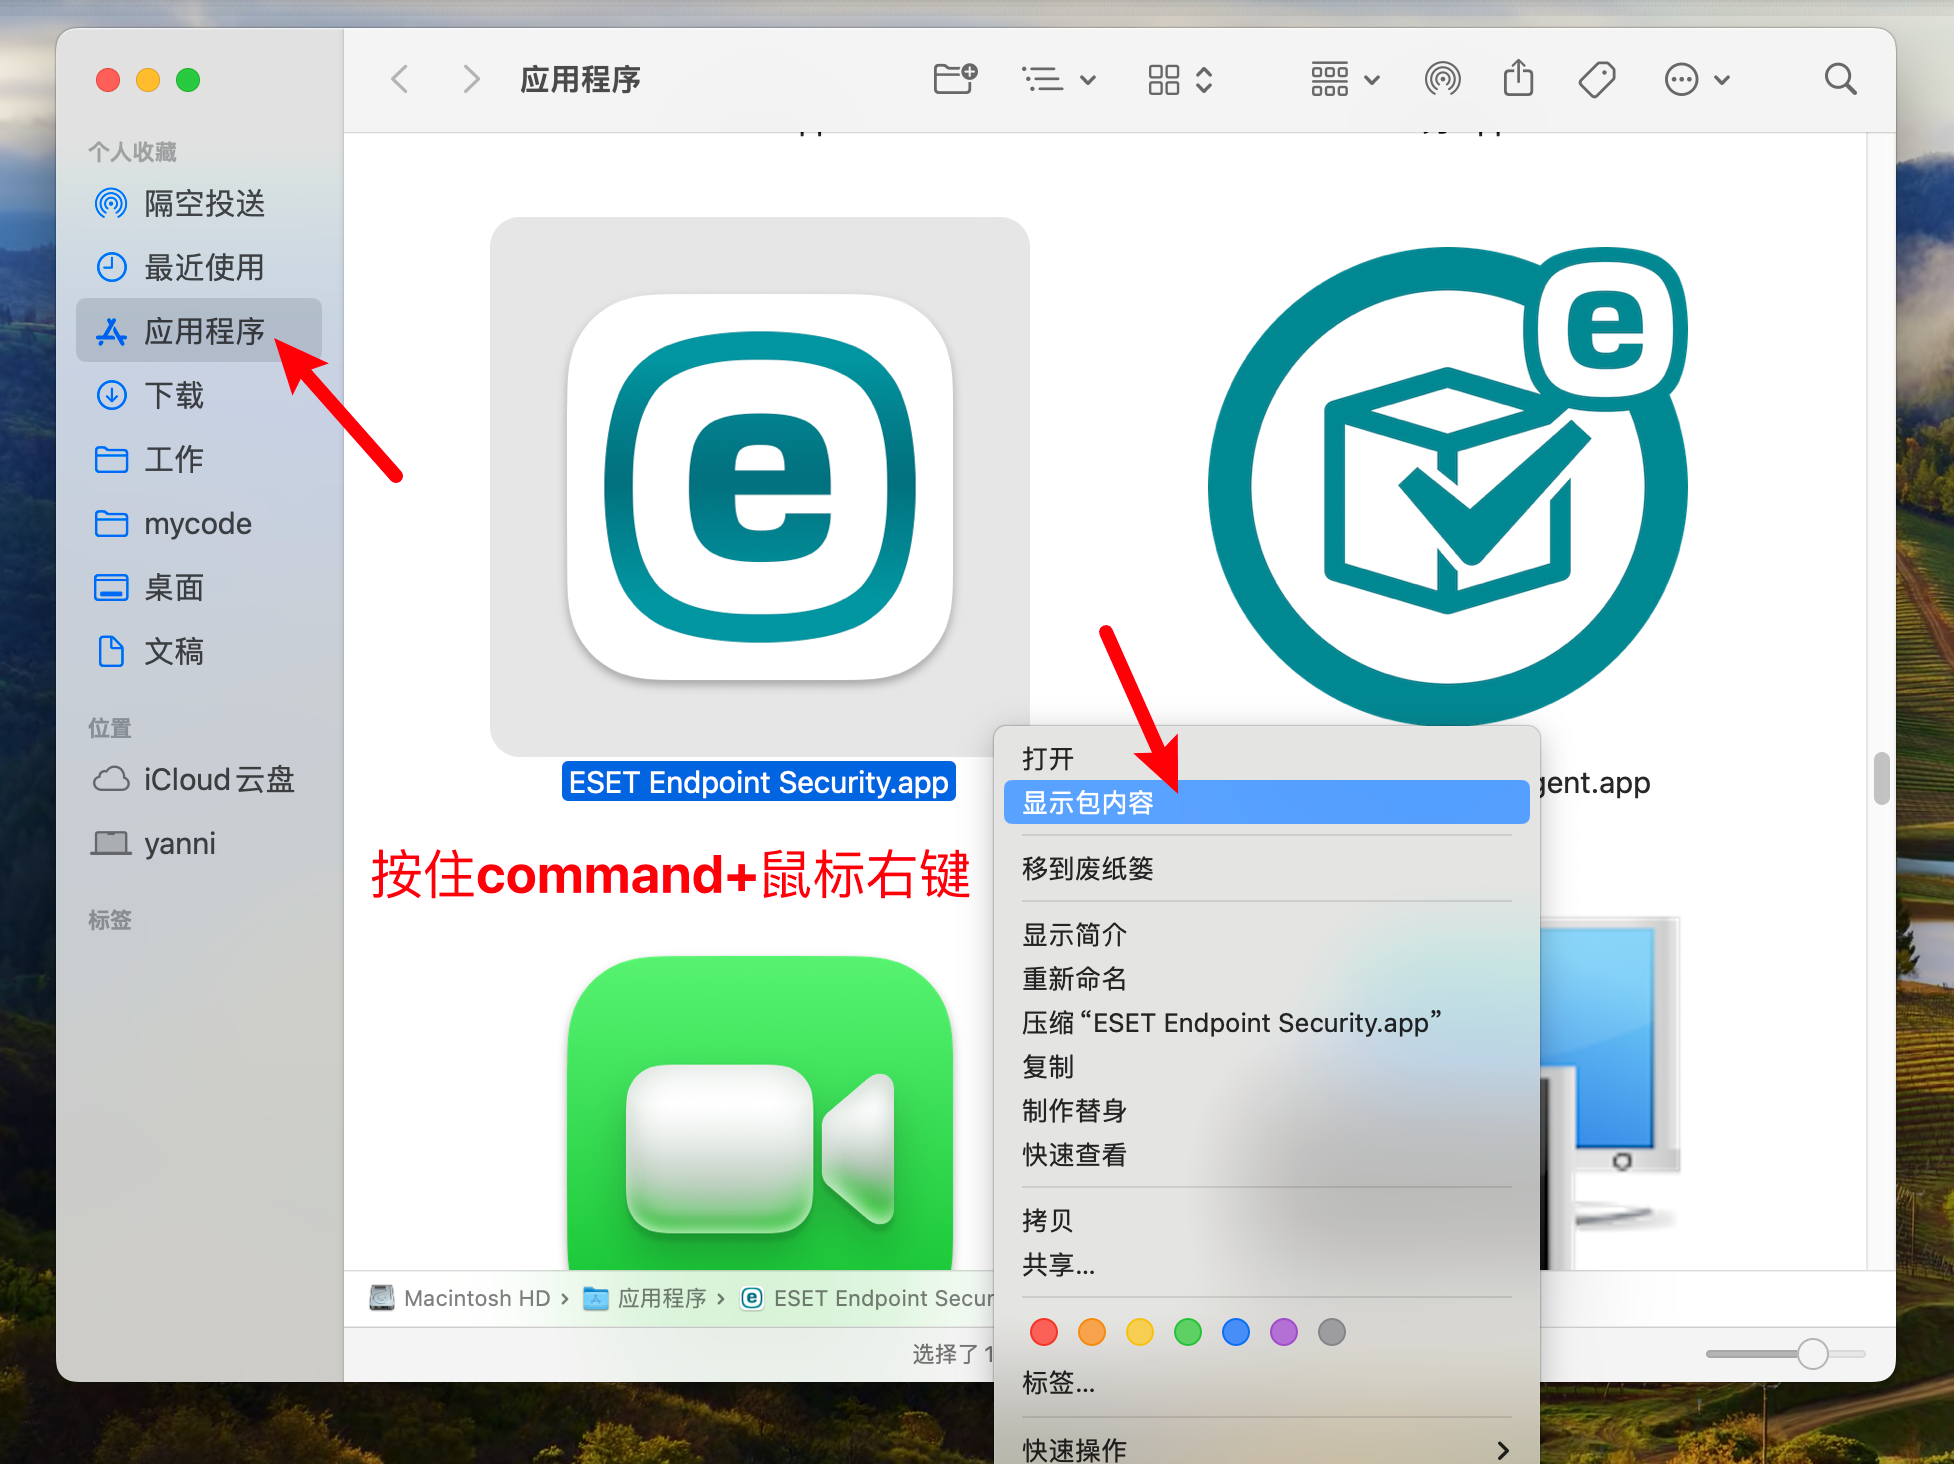 应用程序
个人收藏
隔空投送
最近使用
应用程序
下载
工作
mycode
桌面
文稿
位置
iCloud云盘
yanni
标签
e
e
ESET Endpoint Security.app
gent.app
按住command+鼠标右键
打开
显示包内容
移到废纸篓
显示简介
重新命名
压缩“ESET Endpoint Security.app”
复制
制作替身
快速查看
拷贝
共享...
标签...
快速操作
Macintosh HD › 应用程序 › ESET Endpoint Secur
选择了 1